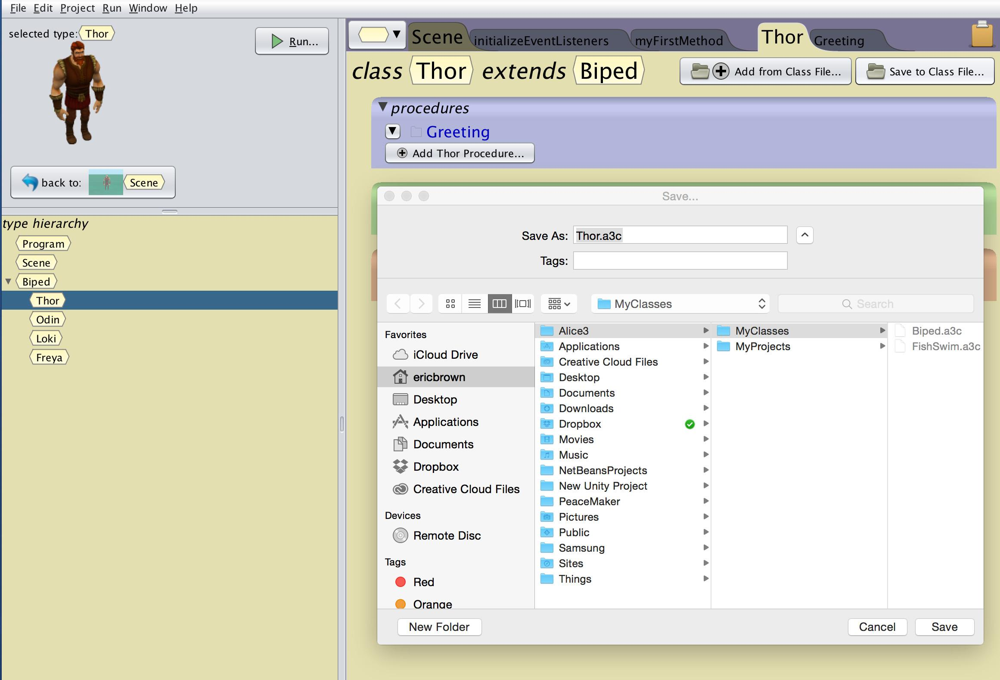 File Edit Project Run Window Help
selected type: Thor
Run...
back to: Scene
type hierarchy
Program
Scene
Biped
Thor
Odin
Loki
Freya
Scene initializeEventListeners myFirstMethod Thor Greeting
class Thor extends Biped
Add from Class File...
Save to Class File...
procedures
Greeting
Add Thor Procedure...
Save...
Save As: Thor.a3c
Tags:
MyClasses
Search
Favorites
iCloud Drive
ericbrown
Desktop
Applications
Documents
Dropbox
Creative Cloud Files
Devices
Remote Disc
Tags
Red
Orange
Alice3
Applications
Creative Cloud Files
Desktop
Documents
Downloads
Dropbox
Movies
Music
NetBeansProjects
New Unity Project
PeaceMaker
Pictures
Public
Samsung
Sites
Things
MyClasses
MyProjects
Biped.a3c
FishSwim.a3c
New Folder
Cancel
Save